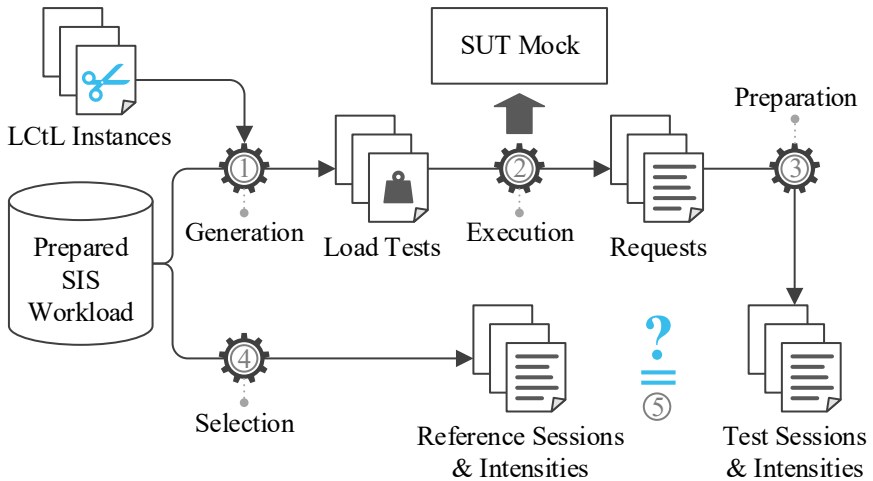 SUT Mock
Preparation
LCtL Instances
1
2
3
Generation
Load Tests
Execution
Requests
Prepared
SIS
Workload
?
=
4
5
Selection
Reference Sessions
& Intensities
Test Sessions
& Intensities